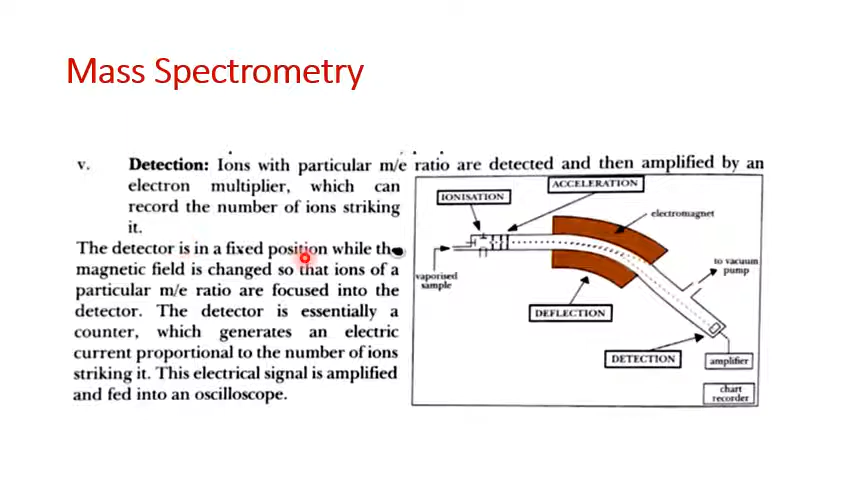 Mass Spectrometry
v. Detection: Ions with particular m/e ratio are detected and then amplified by an
electron multiplier, which can
record the number of ions striking
it.
The detector is in a fixed position while the
magnetic field is changed so that ions of a
particular m/e ratio are focused into the
detector. The detector is essentially a
counter, which generates an electric
current proportional to the number of ions
striking it. This electrical signal is amplified
and fed into an oscilloscope.
ACCELERATION
IONISATION
electromagnet
to vacuum
pump
vaporised
sample
DEFLECTION
DETECTION
amplifier
chart
recorder